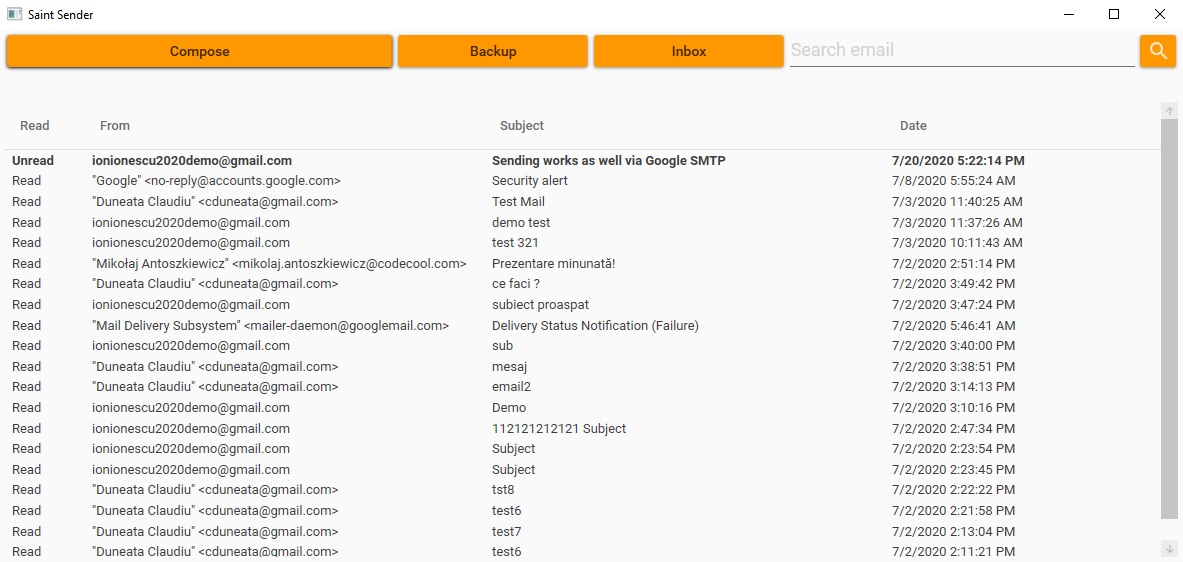 Saint Sender
Compose Backup Inbox Search email
Read From Subject Date
Unread ionionescu2020demo@gmail.com Sending works as well via Google SMTP 7/20/2020 5:22:14 PM
Read "Google" <no-reply@accounts.google.com> Security alert 7/8/2020 5:55:24 AM
Read "Duneata Claudiu" <cduneata@gmail.com> Test Mail 7/3/2020 11:40:25 AM
Read ionionescu2020demo@gmail.com demo test 7/3/2020 11:37:26 AM
Read ionionescu2020demo@gmail.com test 321 7/3/2020 10:11:43 AM
Read "Mikołaj Antoszkiewicz" <mikolaj.antoszkiewicz@codecool.com> Prezentare minunată! 7/2/2020 2:51:14 PM
Read "Duneata Claudiu" <cduneata@gmail.com> ce faci ? 7/2/2020 3:49:42 PM
Read ionionescu2020demo@gmail.com subiect proaspat 7/2/2020 3:47:24 PM
Read "Mail Delivery Subsystem" <mailer-daemon@googlemail.com> Delivery Status Notification (Failure) 7/2/2020 5:46:41 AM
Read ionionescu2020demo@gmail.com sub 7/2/2020 3:40:00 PM
Read "Duneata Claudiu" <cduneata@gmail.com> mesaj 7/2/2020 3:38:51 PM
Read "Duneata Claudiu" <cduneata@gmail.com> email2 7/2/2020 3:14:13 PM
Read ionionescu2020demo@gmail.com Demo 7/2/2020 3:10:16 PM
Read ionionescu2020demo@gmail.com 112121212121 Subject 7/2/2020 2:47:34 PM
Read ionionescu2020demo@gmail.com Subject 7/2/2020 2:23:54 PM
Read ionionescu2020demo@gmail.com Subject 7/2/2020 2:23:45 PM
Read "Duneata Claudiu" <cduneata@gmail.com> tst8 7/2/2020 2:22:22 PM
Read "Duneata Claudiu" <cduneata@gmail.com> test6 7/2/2020 2:21:58 PM
Read "Duneata Claudiu" <cduneata@gmail.com> test7 7/2/2020 2:13:04 PM
Read "Duneata Claudiu" <cduneata@gmail.com> test6 7/2/2020 2:11:21 PM